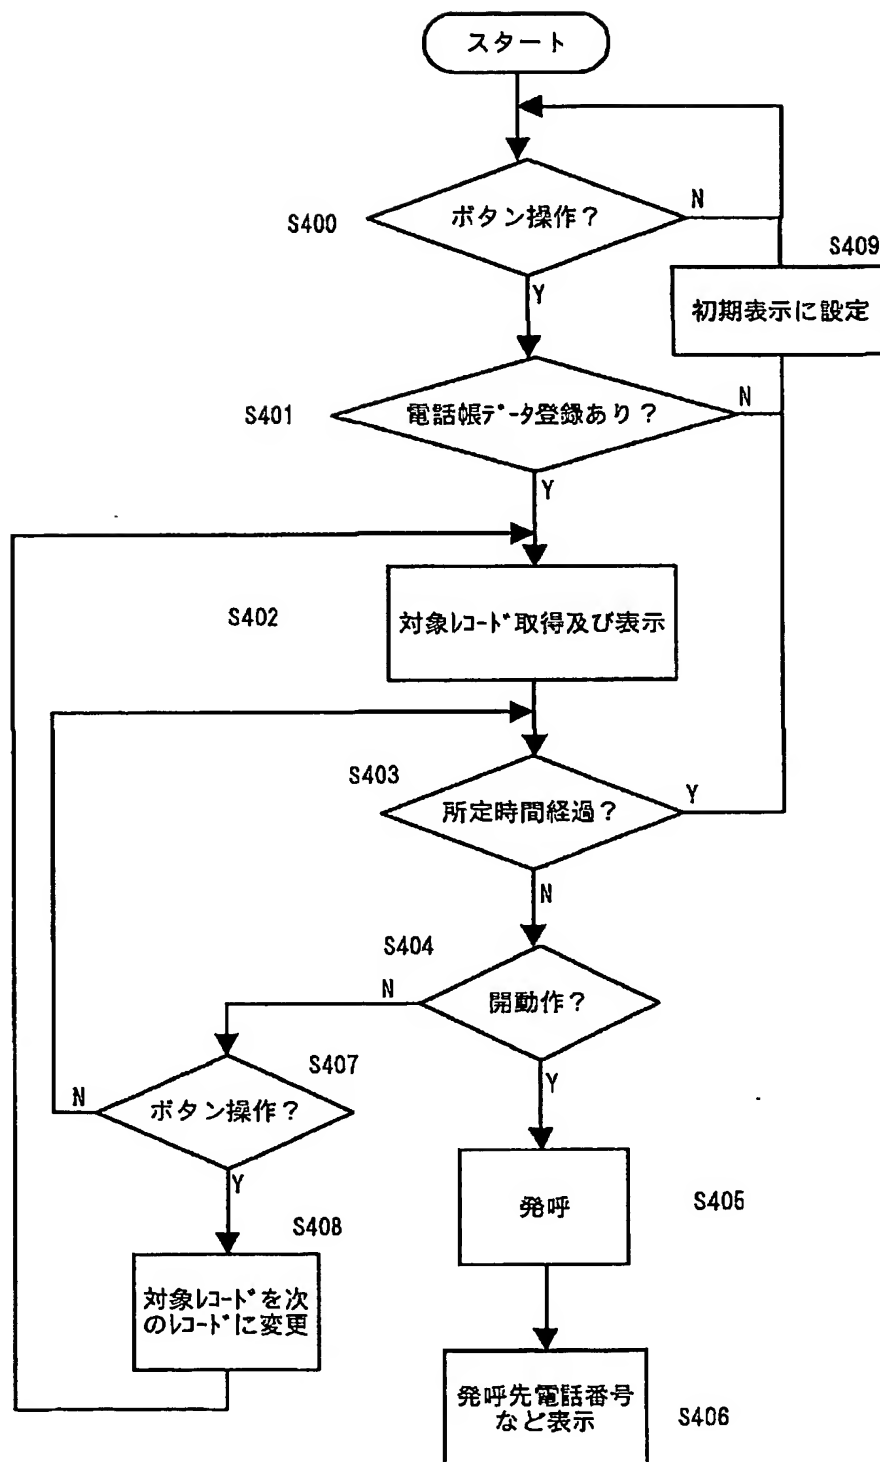 スタート
S400
ボタン操作？
N
S409
Y
初期表示に設定
S401
電話帳ﾃﾞｰﾀ登録あり？
N
Y
S402
対象ﾚｺｰﾄﾞ取得及び表示
S403
所定時間経過？
Y
N
S404
N
開動作？
S407
N
ボタン操作？
Y
Y
S408
発呼
S405
対象ﾚｺｰﾄﾞを次
のﾚｺｰﾄﾞに変更
発呼先電話番号
など表示
S406